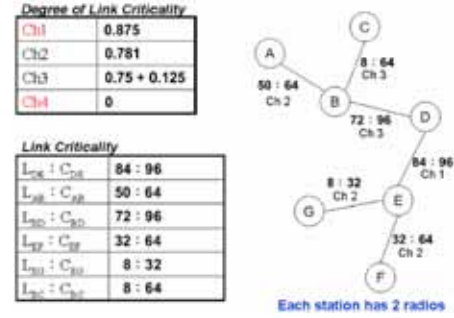 Degree of Link Criticality
Ch1 0.875
Ch2 0.781
Ch3 0.75 + 0.125
Ch4 0
Link Criticality
L_DE : C_DE 84 : 96
L_AB : C_AB 50 : 64
L_BD : C_BD 72 : 96
L_EF : C_EF 32 : 64
L_EG : C_EG 8 : 32
L_BC : C_BC 8 : 64
C
A
8 : 64
Ch 3
50 : 64
Ch 2
B
D
72 : 96
Ch 3
84 : 96
Ch 1
8 : 32
Ch 2
G
E
32 : 64
Ch 2
F
Each station has 2 radios